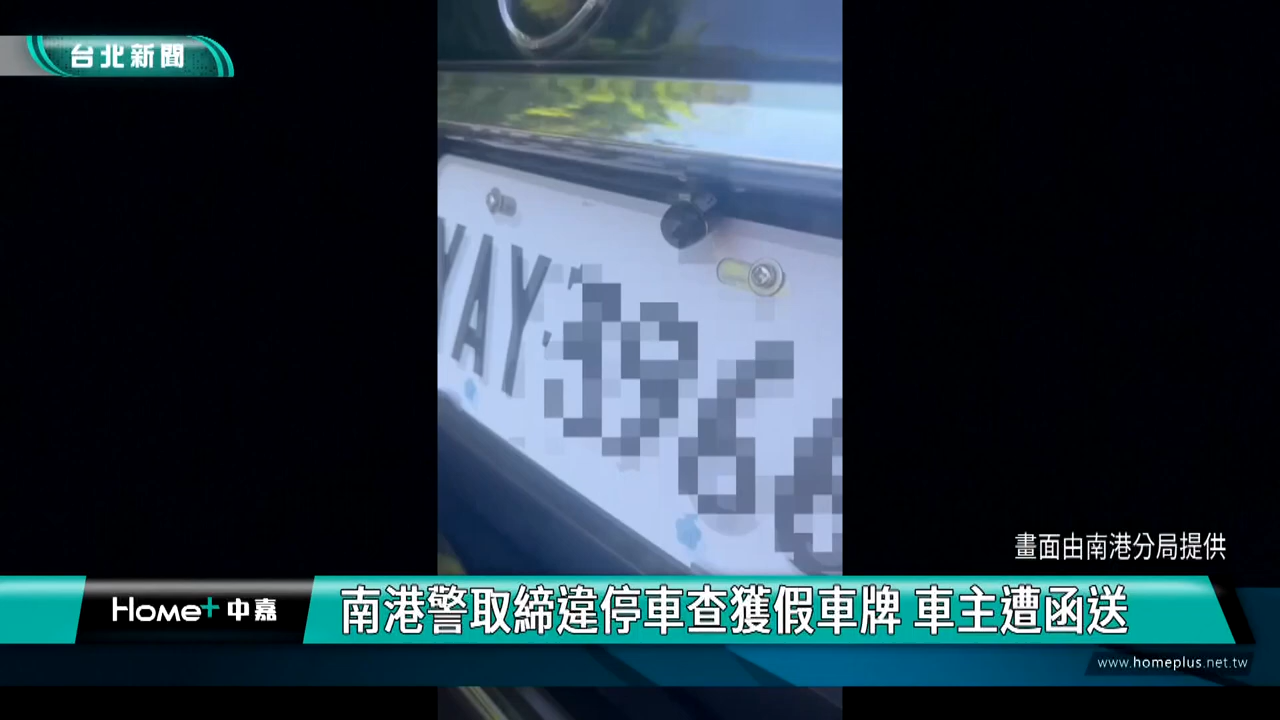 台北新聞
YAY
畫面由南港分局提供
Home+中嘉
南港警取締違停車查獲假車牌 車主遭函送
www.homeplus.net.tw